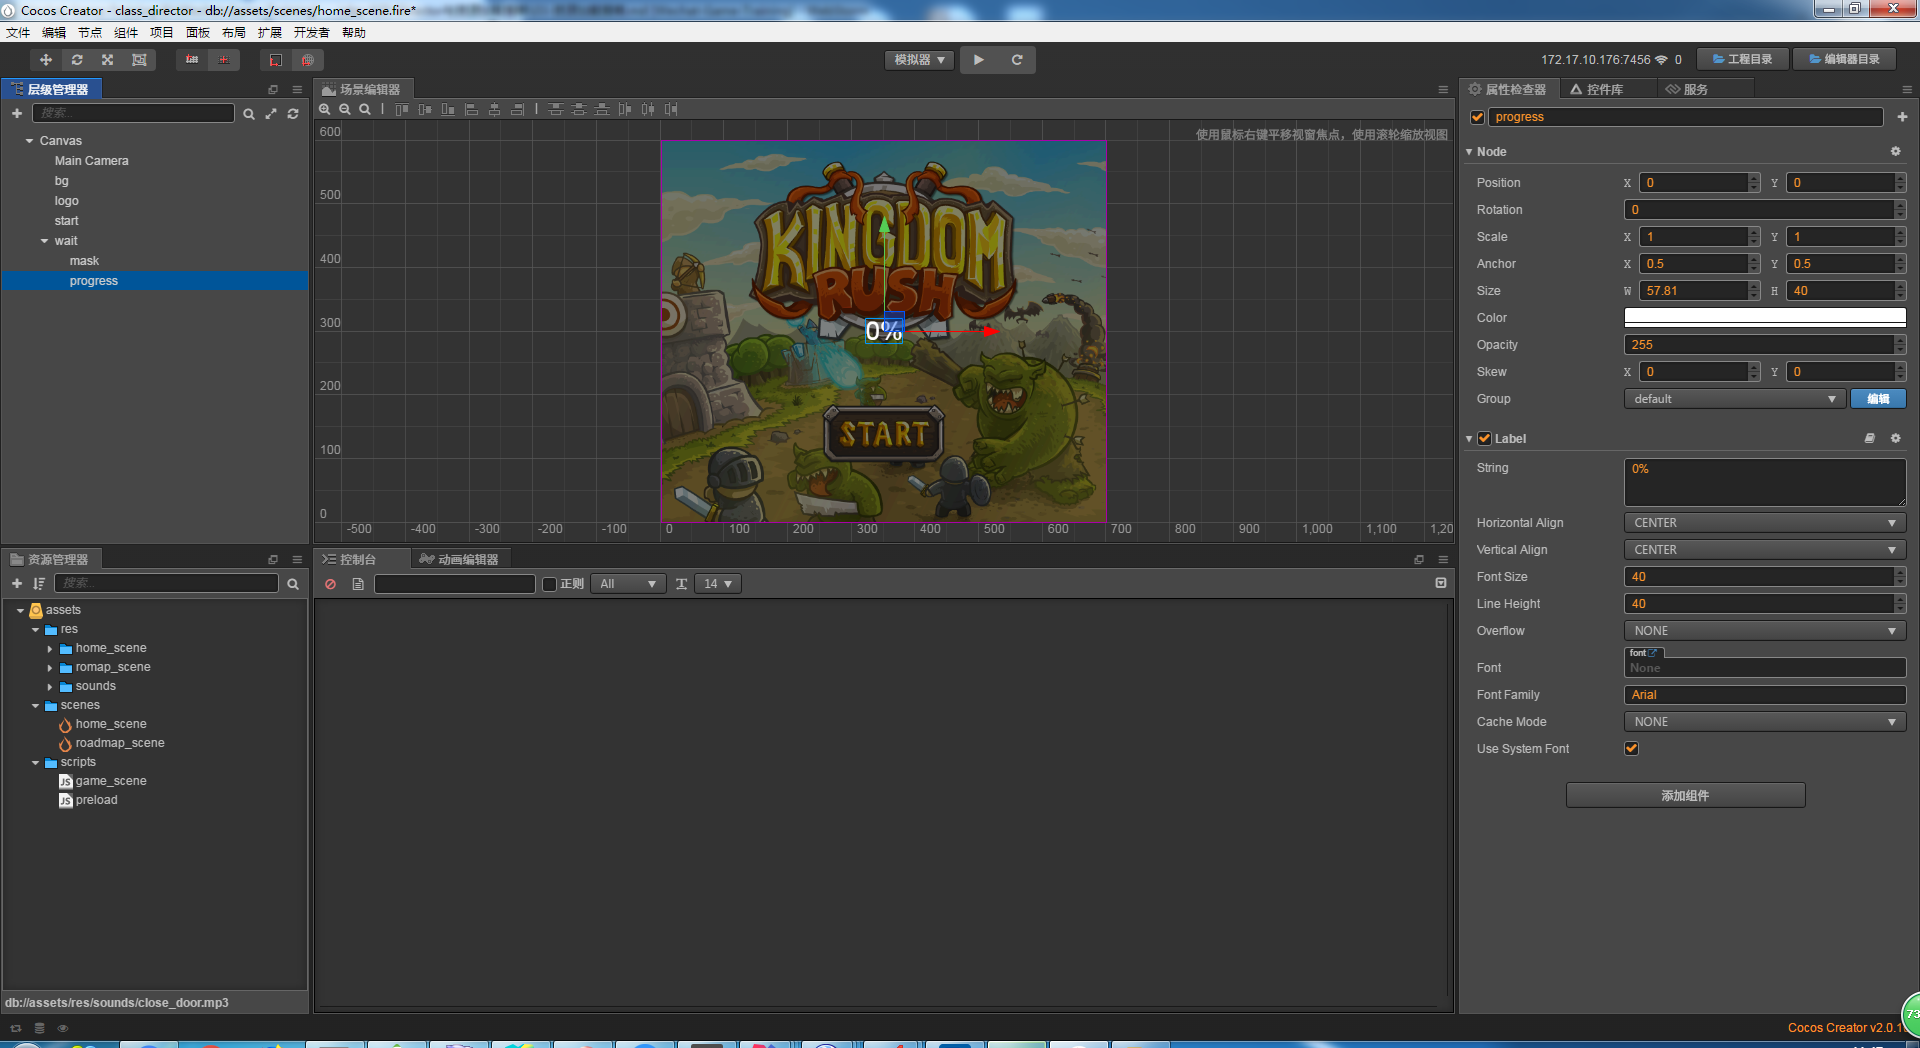 Cocos Creator - class_director - db://assets/scenes/home_scene.fire*
文件 编辑 节点 组件 项目 面板 布局 扩展 开发者 帮助
模拟器
172.17.10.176:7456 0
工程目录
编辑器目录
层级管理器
搜索...
Canvas
Main Camera
bg
logo
start
wait
mask
progress
场景编辑器
使用鼠标右键平移视窗焦点，使用滚轮缩放视图
600
500
400
300
200
100
0
-500 -400 -300 -200 -100 0 100 200 300 400 500 600 700 800 900 1,000 1,100 1,20
KINGDOM
RUSH
0%
START
资源管理器
搜索...
assets
res
home_scene
romap_scene
sounds
scenes
home_scene
roadmap_scene
scripts
JS game_scene
JS preload
db://assets/res/sounds/close_door.mp3
控制台 动画编辑器
正则 All 14
属性检查器 控件库 服务
progress
Node
Position X 0 Y 0
Rotation 0
Scale X 1 Y 1
Anchor X 0.5 Y 0.5
Size W 57.81 H 40
Color
Opacity 255
Skew X 0 Y 0
Group default 编辑
Label
String 0%
Horizontal Align CENTER
Vertical Align CENTER
Font Size 40
Line Height 40
Overflow NONE
font
Font None
Font Family Arial
Cache Mode NONE
Use System Font
添加组件
73
Cocos Creator v2.0.1